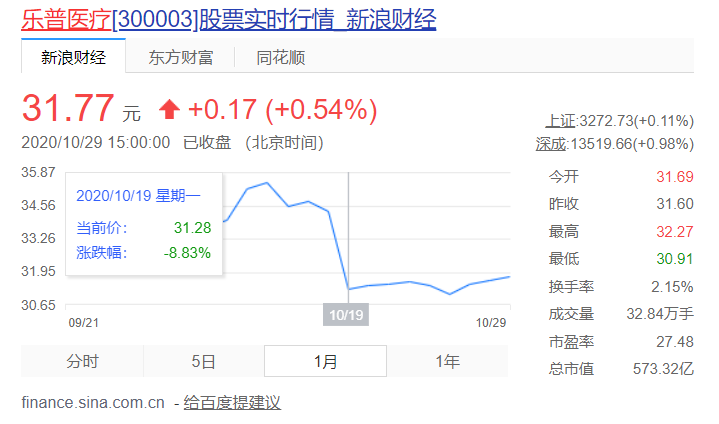 乐普医疗[300003]股票实时行情_新浪财经
新浪财经 东方财富 同花顺
31.77 元 +0.17 (+0.54%)
2020/10/29 15:00:00 已收盘 (北京时间)
上证:3272.73(+0.11%)
深成:13519.66(+0.98%)
35.87
34.56
33.26
31.95
30.65
2020/10/19 星期一
当前价: 31.28
涨跌幅: -8.83%
09/21 10/19 10/29
今开 31.69
昨收 31.60
最高 32.27
最低 30.91
换手率 2.15%
成交量 32.84万手
市盈率 27.48
总市值 573.32亿
分时 5日 1月 1年
finance.sina.com.cn - 给百度提建议